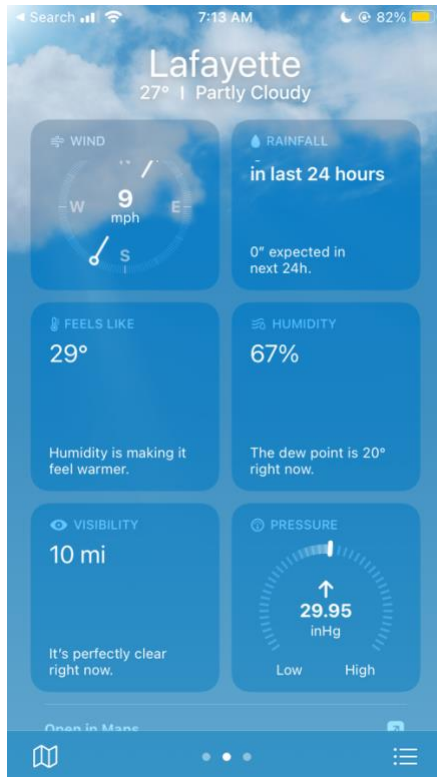 Search
7:13 AM
82%
Lafayette
27° | Partly Cloudy
WIND
W
9
mph
E
S
RAINFALL
in last 24 hours
0" expected in
next 24h.
FEELS LIKE
29°
Humidity is making it
feel warmer.
HUMIDITY
67%
The dew point is 20°
right now.
VISIBILITY
10 mi
It's perfectly clear
right now.
PRESSURE
29.95
inHg
Low
High
Open in Maps